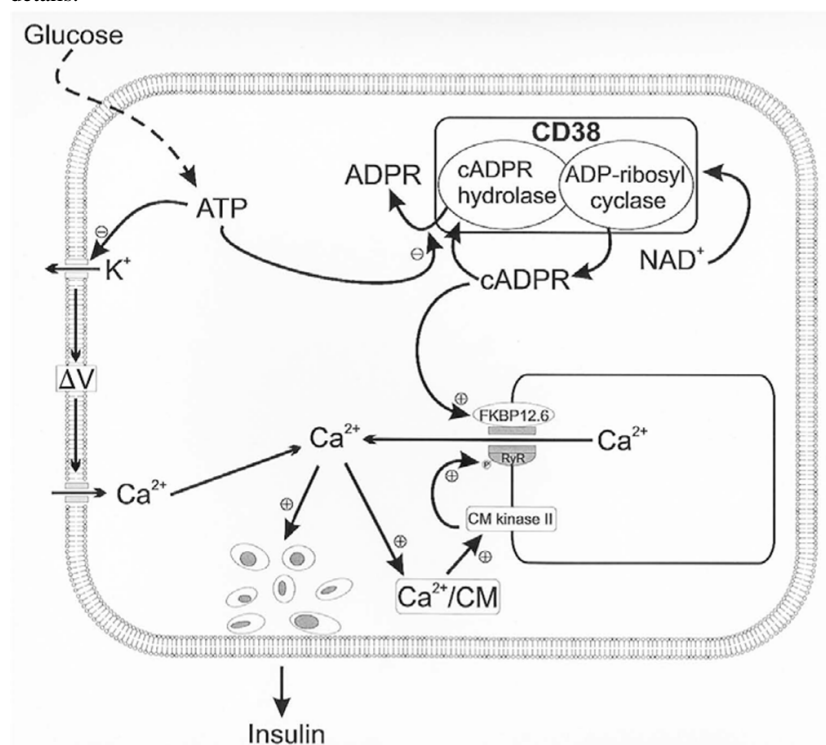 details.
Glucose
CD38
cADPR
hydrolase
ADP-ribosyl
cyclase
ADPR
ATP
⊖
K⁺
⊖
cADPR
NAD⁺
ΔV
⊕
FKBP12.6
Ca²⁺
Ca²⁺
RyR
P
⊕
Ca²⁺
⊕
CM kinase II
⊕
⊕
Ca²⁺/CM
Insulin